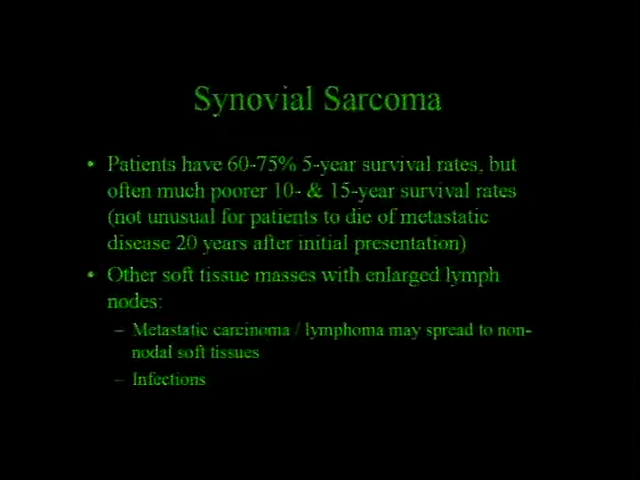 Synovial Sarcoma
• Patients have 60-75% 5-year survival rates, but
often much poorer 10- & 15-year survival rates
(not unusual for patients to die of metastatic
disease 20 years after initial presentation)
• Other soft tissue masses with enlarged lymph
nodes:
– Metastatic carcinoma / lymphoma may spread to non-
nodal soft tissues
– Infections